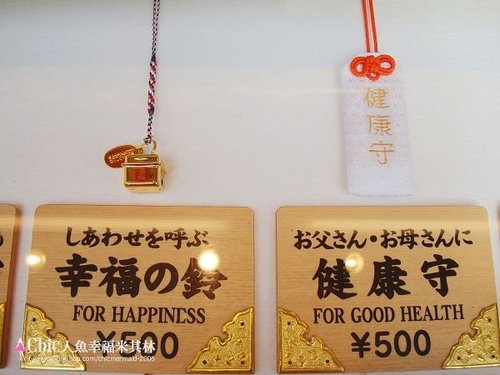 健康守
しあわせを呼ぶ
幸福の鈴
FOR HAPPINESS
¥500
お父さん・お母さんに
健康守
FOR GOOD HEALTH
¥500
Chic人魚幸福米其林